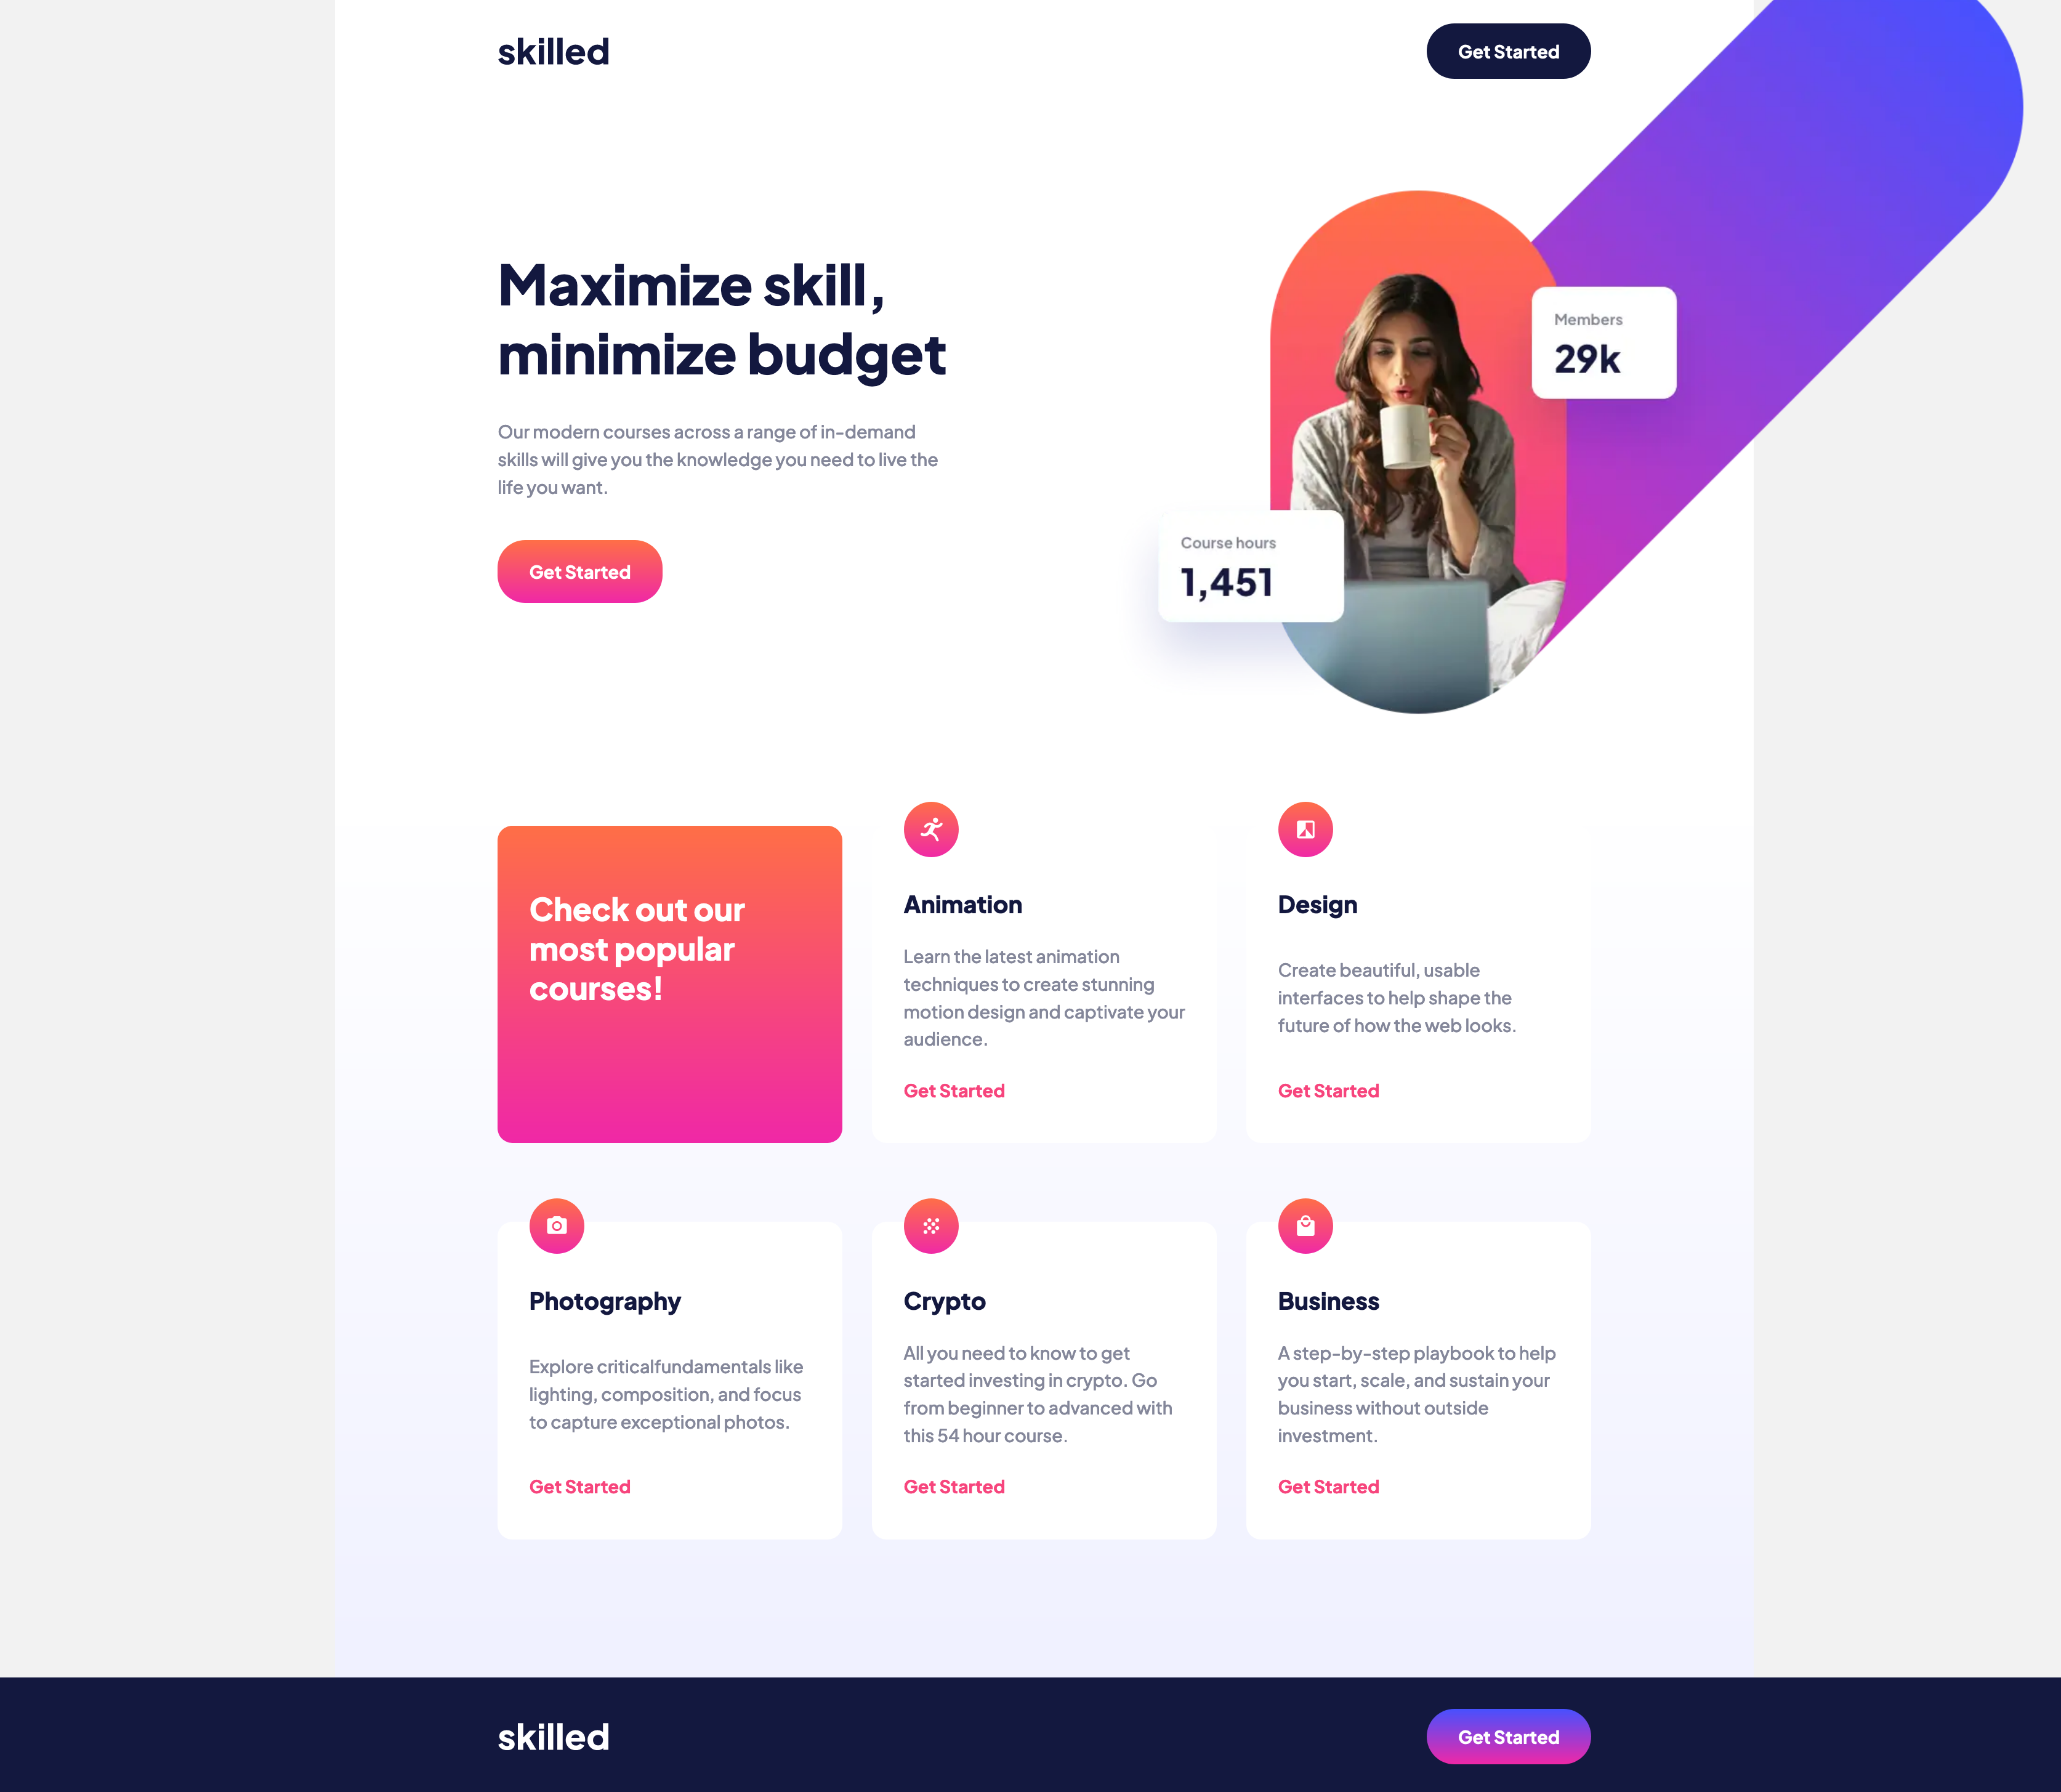 skilled
Get Started
Maximize skill,
minimize budget
Our modern courses across a range of in-demand
skills will give you the knowledge you need to live the
life you want.
Get Started
Members
29k
Course hours
1,451
Check out our
most popular
courses!
Animation
Learn the latest animation
techniques to create stunning
motion design and captivate your
audience.
Get Started
Design
Create beautiful, usable
interfaces to help shape the
future of how the web looks.
Get Started
Photography
Explore criticalfundamentals like
lighting, composition, and focus
to capture exceptional photos.
Get Started
Crypto
All you need to know to get
started investing in crypto. Go
from beginner to advanced with
this 54 hour course.
Get Started
Business
A step-by-step playbook to help
you start, scale, and sustain your
business without outside
investment.
Get Started
skilled
Get Started